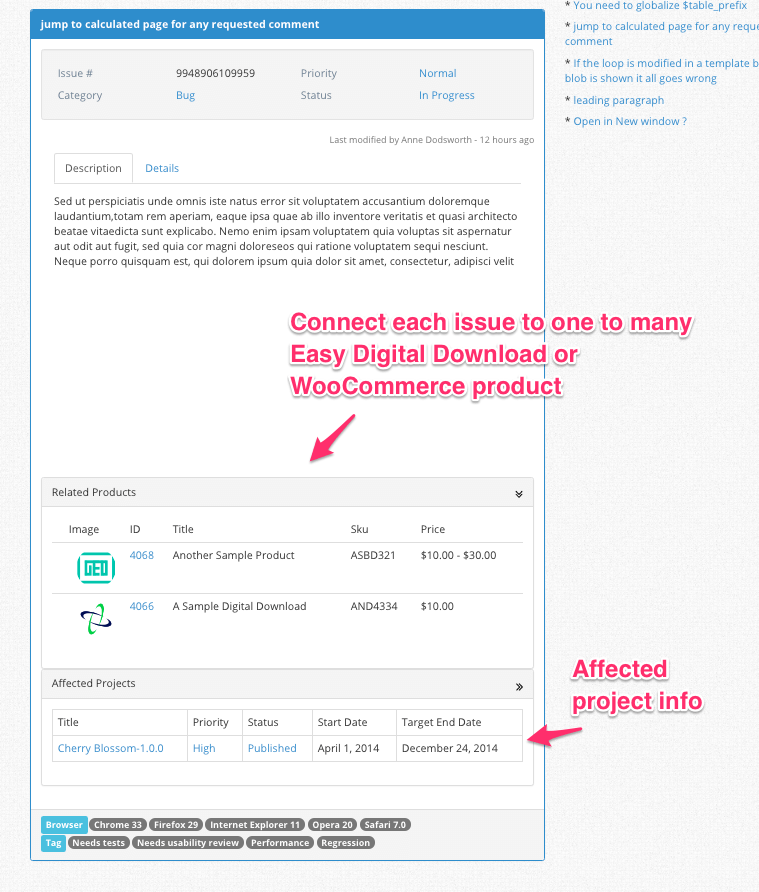 jump to calculated page for any requested comment
Issue # 9948906109959 Priority Normal
Category Bug Status In Progress
Last modified by Anne Dodsworth - 12 hours ago
Description Details
Sed ut perspiciatis unde omnis iste natus error sit voluptatem accusantium doloremque
laudantium,totam rem aperiam, eaque ipsa quae ab illo inventore veritatis et quasi architecto
beatae vitaedicta sunt explicabo. Nemo enim ipsam voluptatem quia voluptas sit aspernatur
aut odit aut fugit, sed quia cor magni doloreseos qui ratione voluptatem sequi nesciunt.
Neque porro quisquam est, qui dolorem ipsum quia dolor sit amet, consectetur, adipisci velit
Connect each issue to one to many
Easy Digital Download or
WooCommerce product
Related Products
Image ID Title Sku Price
GEO 4068 Another Sample Product ASBD321 $10.00 - $30.00
4066 A Sample Digital Download AND4334 $10.00
Affected Projects
Title Priority Status Start Date Target End Date
Cherry Blossom-1.0.0 High Published April 1, 2014 December 24, 2014
Affected
project info
Browser Chrome 33 Firefox 29 Internet Explorer 11 Opera 20 Safari 7.0
Tag Needs tests Needs usability review Performance Regression
* You need to globalize $table_prefix
* jump to calculated page for any
comment
* If the loop is modified in a template
blob is shown it all goes wrong
* leading paragraph
* Open in New window ?